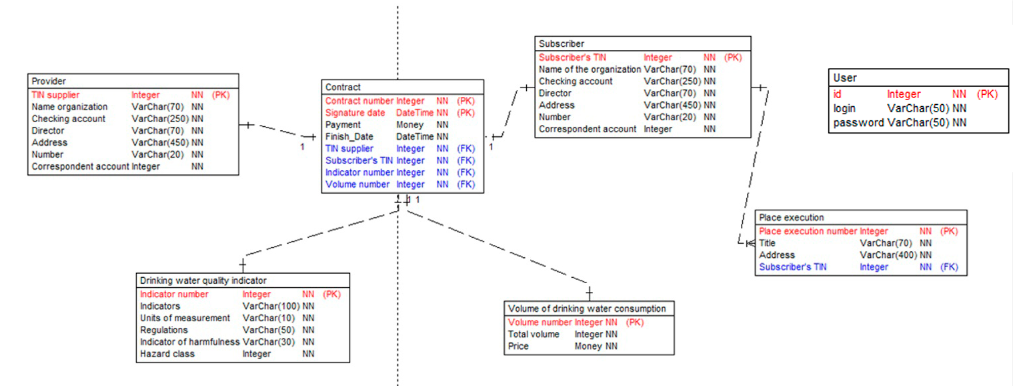 Provider
TIN supplier Integer NN (PK)
Name organization VarChar(70) NN
Checking account VarChar(250) NN
Director VarChar(70) NN
Address VarChar(450) NN
Number VarChar(20) NN
Correspondent account Integer NN
1
Contract
Contract number Integer NN (PK)
Signature date DateTime NN (PK)
Payment Money NN
Finish_Date DateTime NN
TIN supplier Integer NN (FK)
Subscriber's TIN Integer NN (FK)
Indicator number Integer NN (FK)
Volume number Integer NN (FK)
1
1
Subscriber
Subscriber's TIN Integer NN (PK)
Name of the organization VarChar(70) NN
Checking account VarChar(250) NN
Director VarChar(70) NN
Address VarChar(450) NN
Number VarChar(20) NN
Correspondent account Integer NN
User
id Integer NN (PK)
login VarChar(50) NN
password VarChar(50) NN
Place execution
Place execution number Integer NN (PK)
Title VarChar(70) NN
Address VarChar(400) NN
Subscriber's TIN Integer NN (FK)
Drinking water quality indicator
Indicator number Integer NN (PK)
Indicators VarChar(100) NN
Units of measurement VarChar(10) NN
Regulations VarChar(50) NN
Indicator of harmfulness VarChar(30) NN
Hazard class Integer NN
Volume of drinking water consumption
Volume number Integer NN (PK)
Total volume Integer NN
Price Money NN